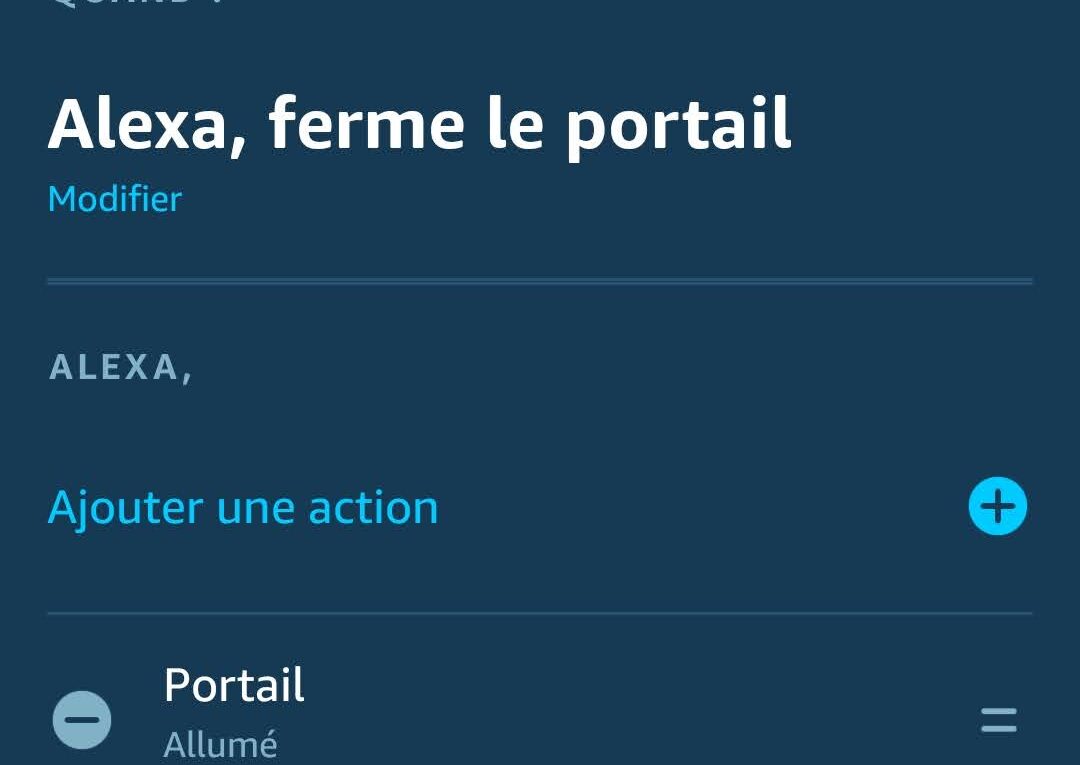 Alexa, ferme le portail
Modifier
ALEXA,
Ajouter une action
Portail
Allumé